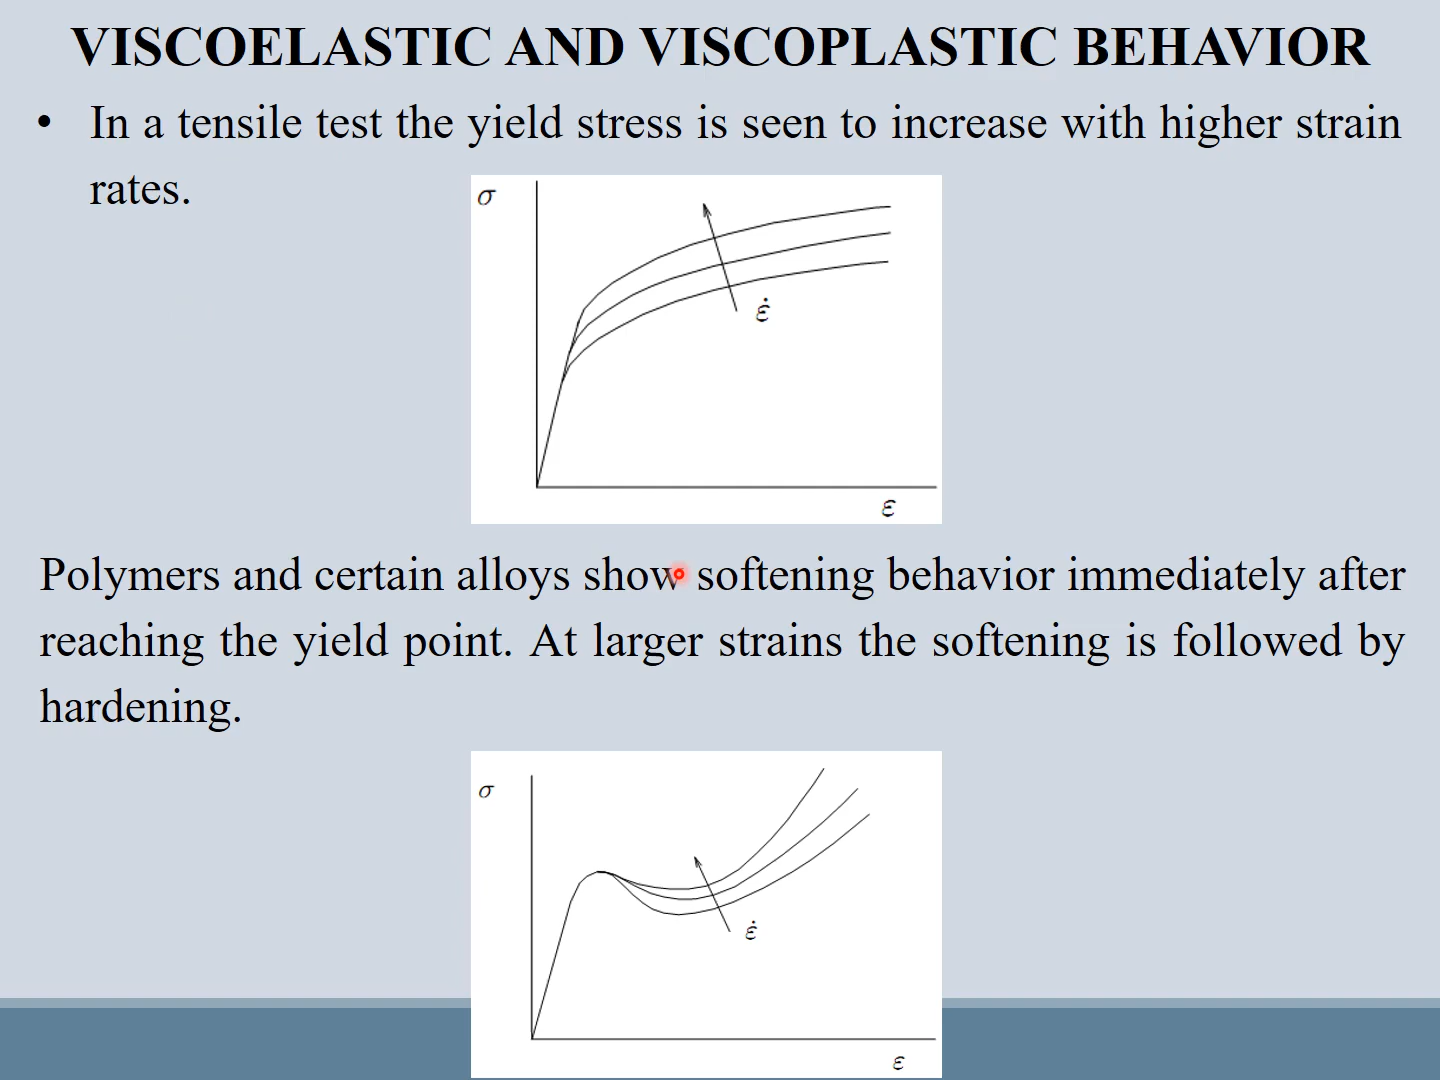 VISCOELASTIC AND VISCOPLASTIC BEHAVIOR
• In a tensile test the yield stress is seen to increase with higher strain
rates.
σ
ε̇
ε
Polymers and certain alloys show softening behavior immediately after
reaching the yield point. At larger strains the softening is followed by
hardening.
σ
ε̇
ε